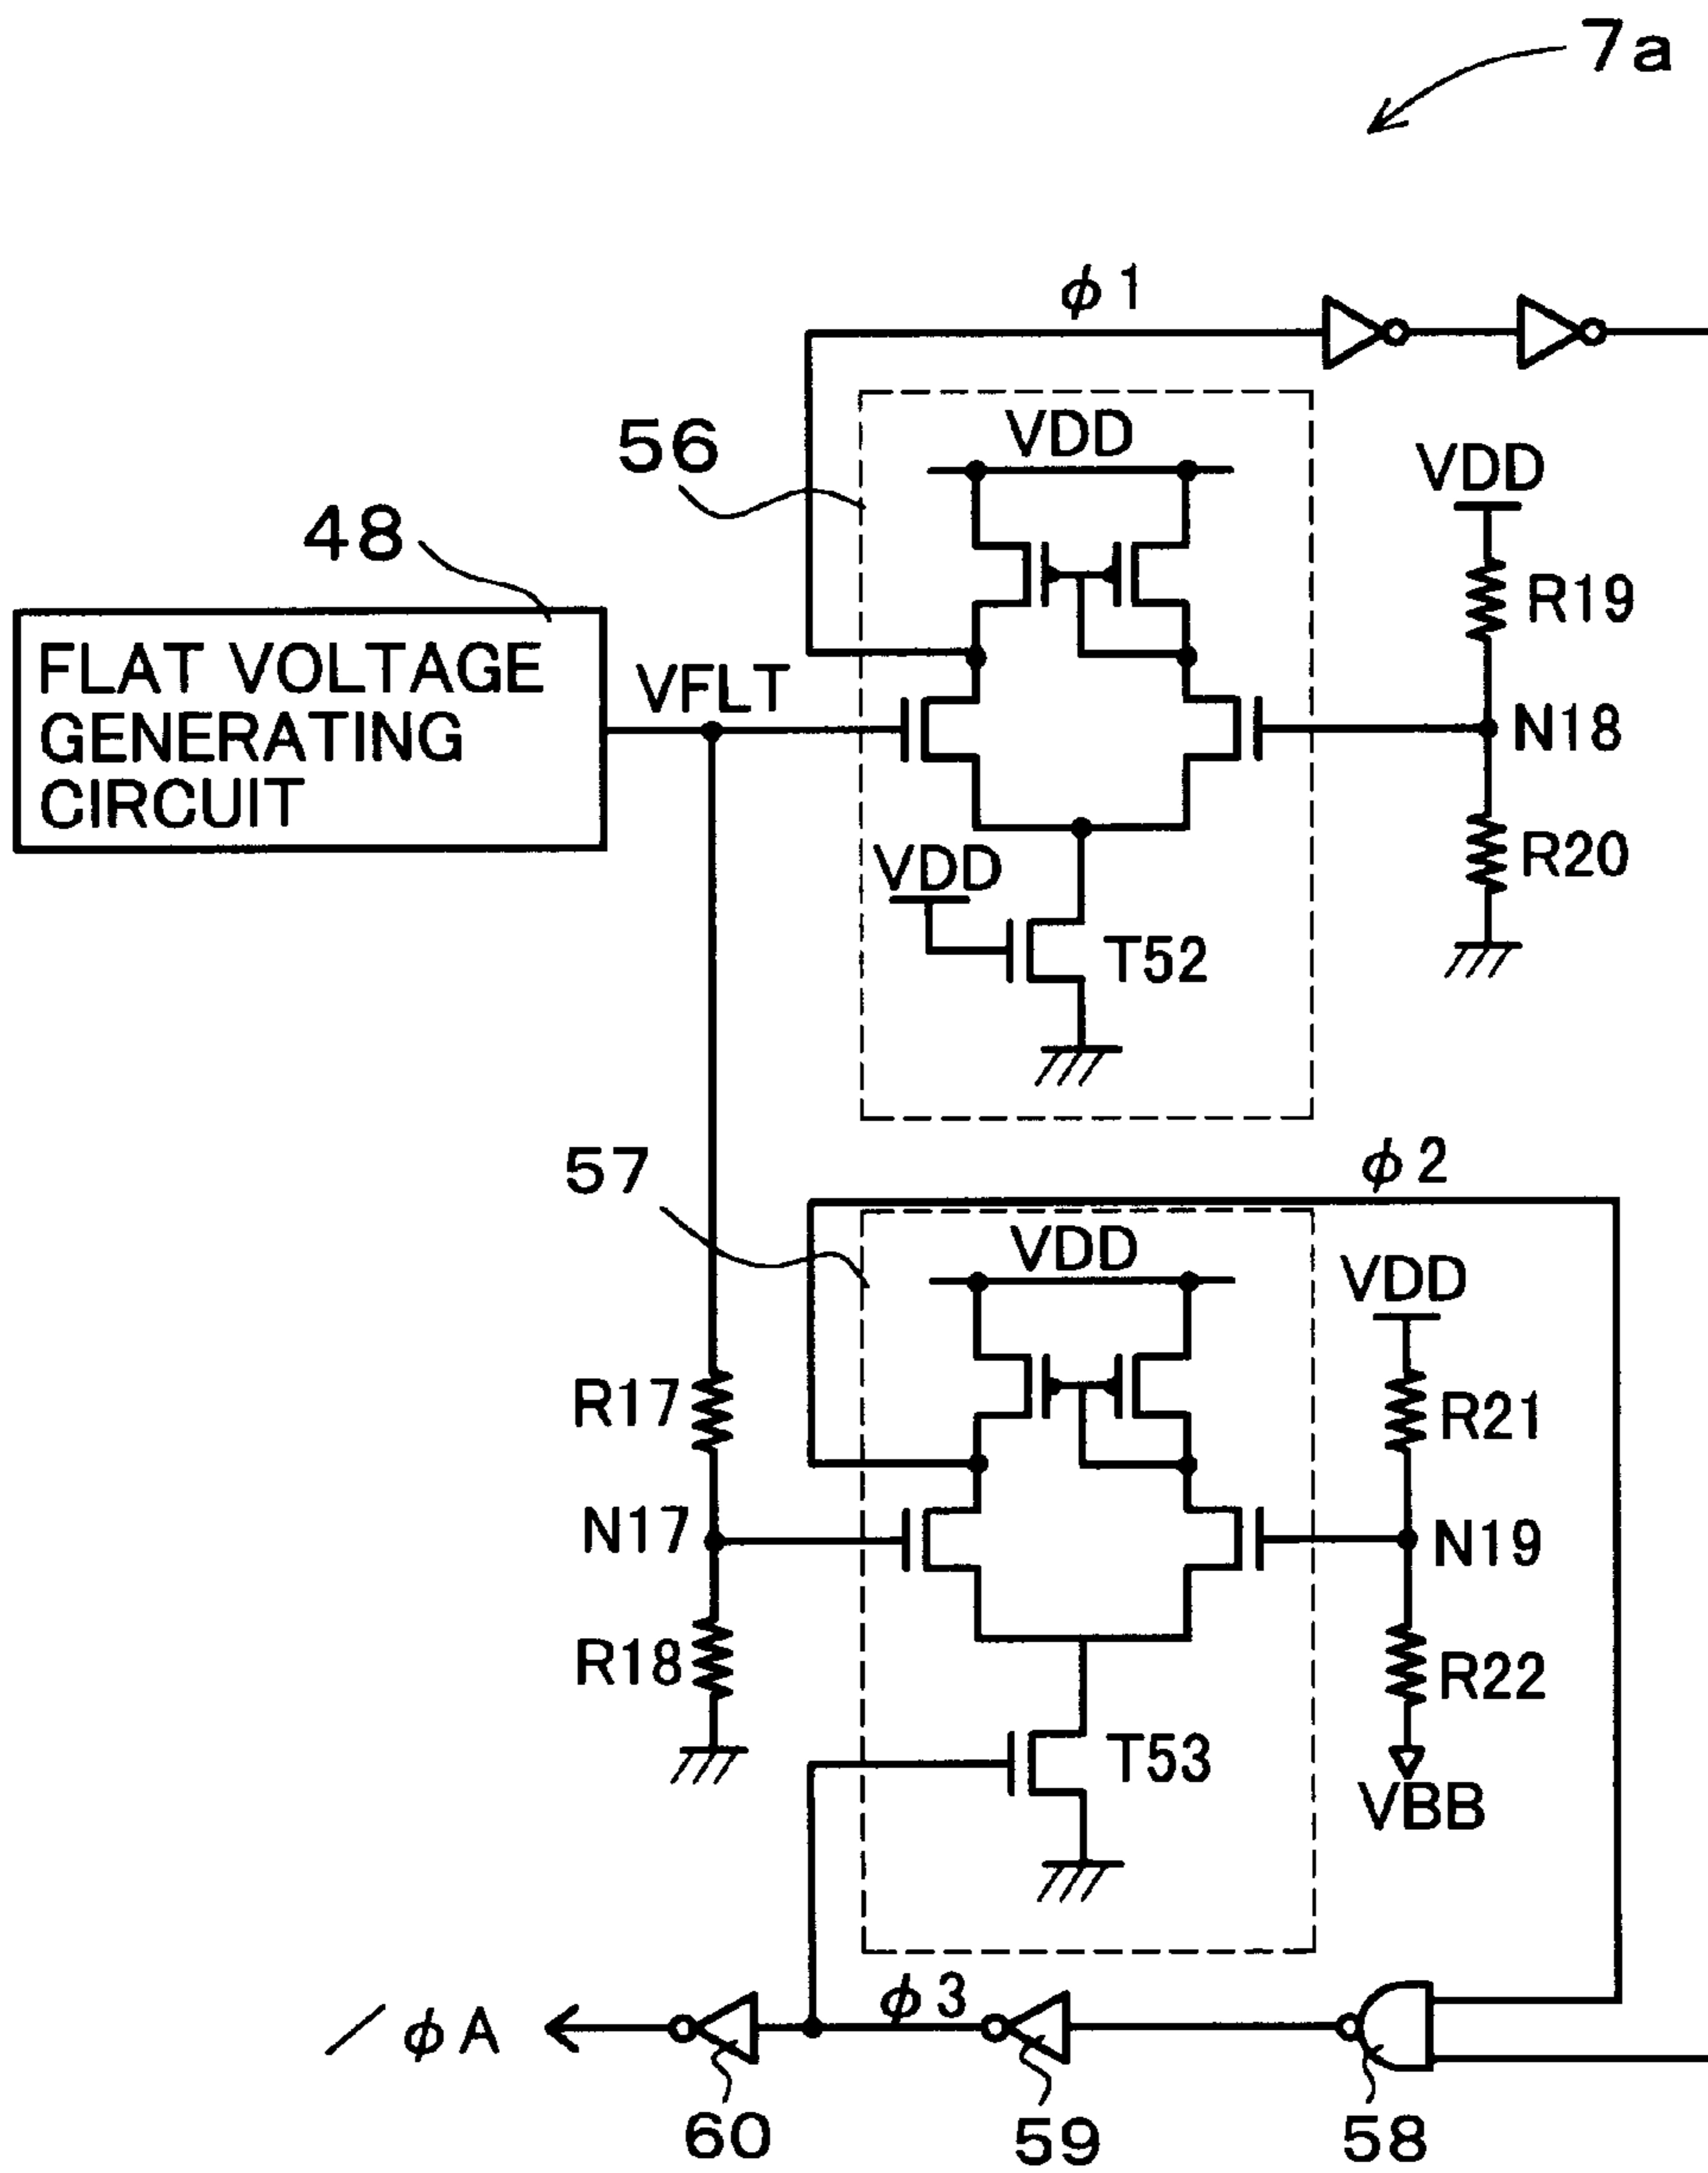 7a
φ1
56
VDD
VDD
48
R19
FLAT VOLTAGE
GENERATING
CIRCUIT
VFLT
N18
VDD
R20
T52
57
φ2
VDD
VDD
R17
R21
N17
N19
R18
R22
T53
VBB
φ3
/φA
60
59
58